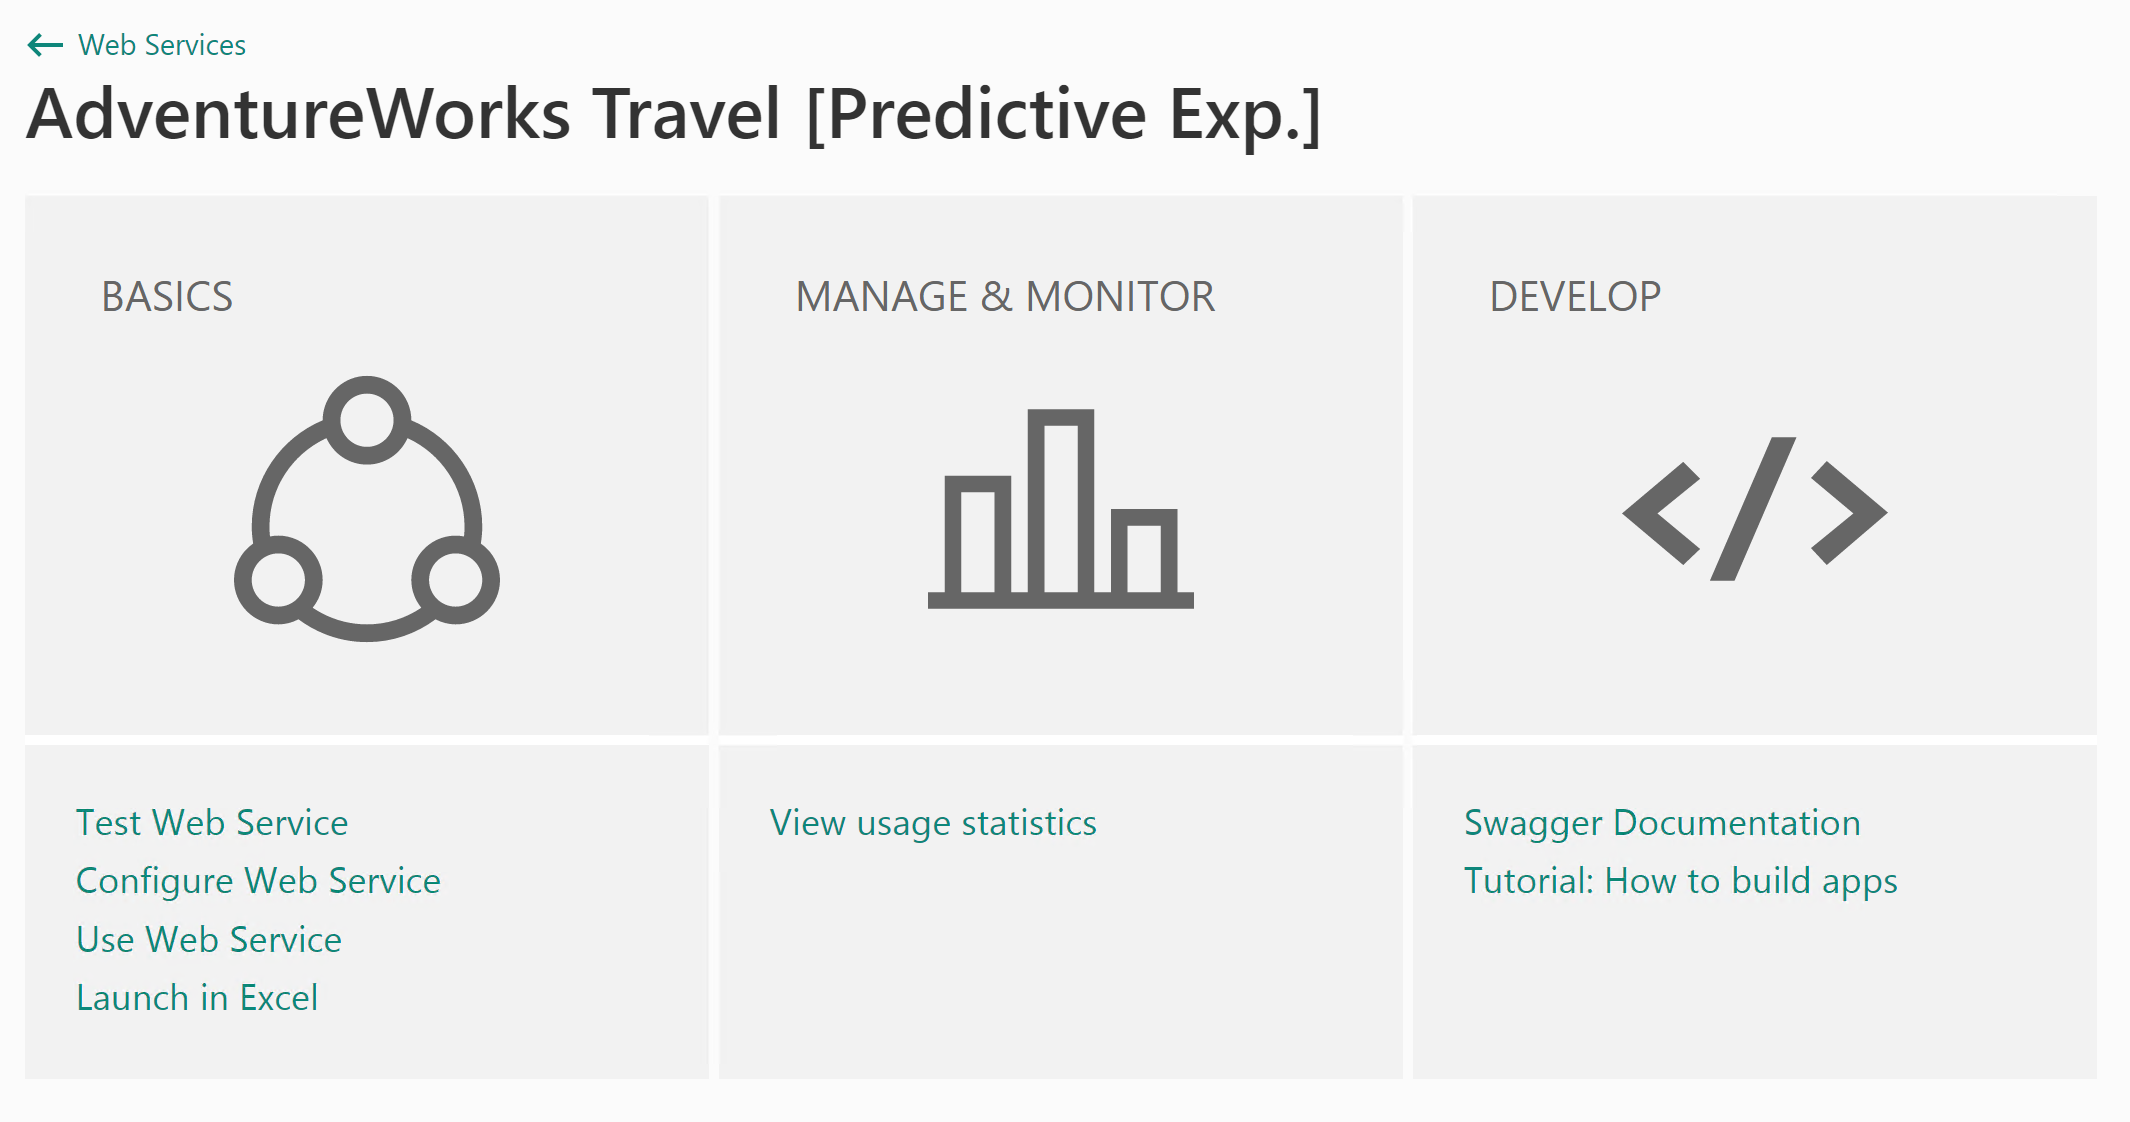 Web Services
AdventureWorks Travel [Predictive Exp.]
BASICS
MANAGE & MONITOR
DEVELOP
Test Web Service
Configure Web Service
Use Web Service
Launch in Excel
View usage statistics
Swagger Documentation
Tutorial: How to build apps